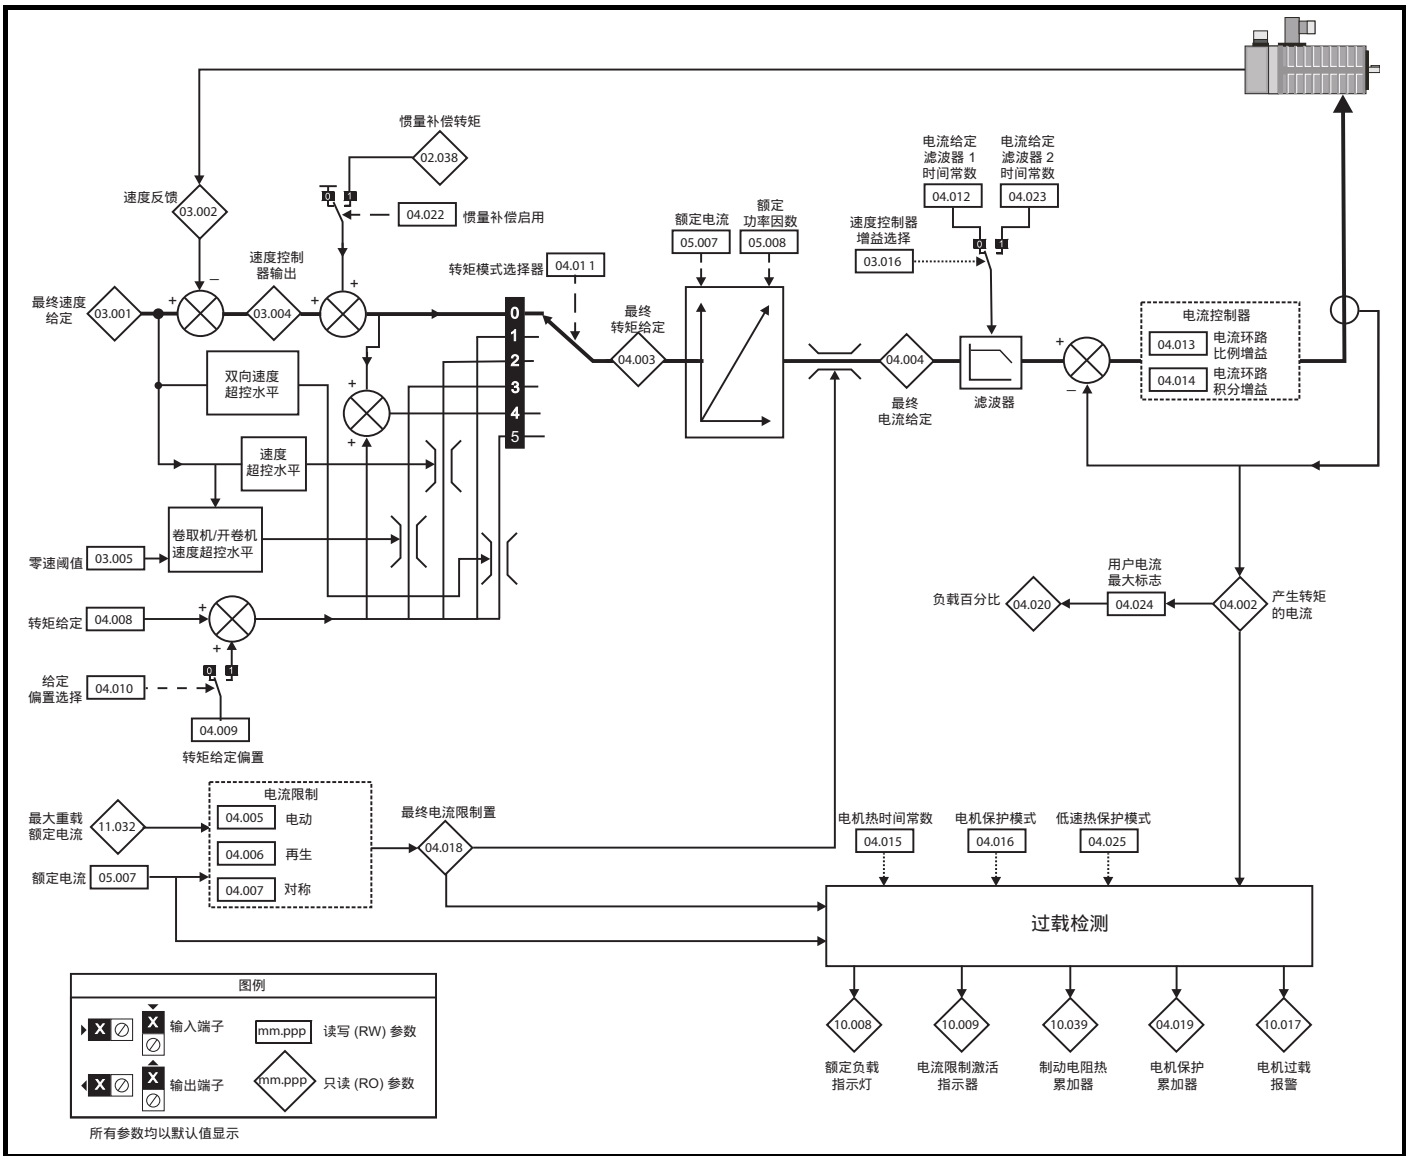 惯量补偿转矩
02.038
速度反馈
03.002
0 1
04.022 惯量补偿启用
电流给定
滤波器 1
时间常数
04.012
电流给定
滤波器 2
时间常数
04.023
速度控制器
增益选择
03.016
0 1
额定电流
05.007
额定
功率因数
05.008
转矩模式选择器
04.011
最终速度
给定
03.001
+
−
速度控制
器输出
03.004
+
+
0
1
2
3
4
5
最终
转矩给定
04.003
04.004
最终
电流给定
滤波器
−
电流控制器
04.013
电流环路
比例增益
04.014
电流环路
积分增益
双向速度
超控水平
+
+
速度
超控水平
卷取机/开卷机
速度超控水平
零速阈值
03.005
转矩给定
04.008
+
+
0 1
给定
偏置选择
04.010
04.009
转矩给定偏置
负载百分比
04.020
用户电流
最大标志
04.024
04.002
产生转矩
的电流
最大重载
额定电流
11.032
额定电流
05.007
电流限制
04.005 电动
04.006 再生
04.007 对称
最终电流限制置
04.018
电机热时间常数
04.015
电机保护模式
04.016
低速热保护模式
04.025
过载检测
10.008
额定负载
指示灯
10.009
电流限制激活
指示器
10.039
制动电阻热
累加器
04.019
电机保护
累加器
10.017
电机过载
报警
图例
X X 输入端子
mm.ppp 读写 (RW) 参数
X X 输出端子
mm.ppp 只读 (RO) 参数
所有参数均以默认值显示